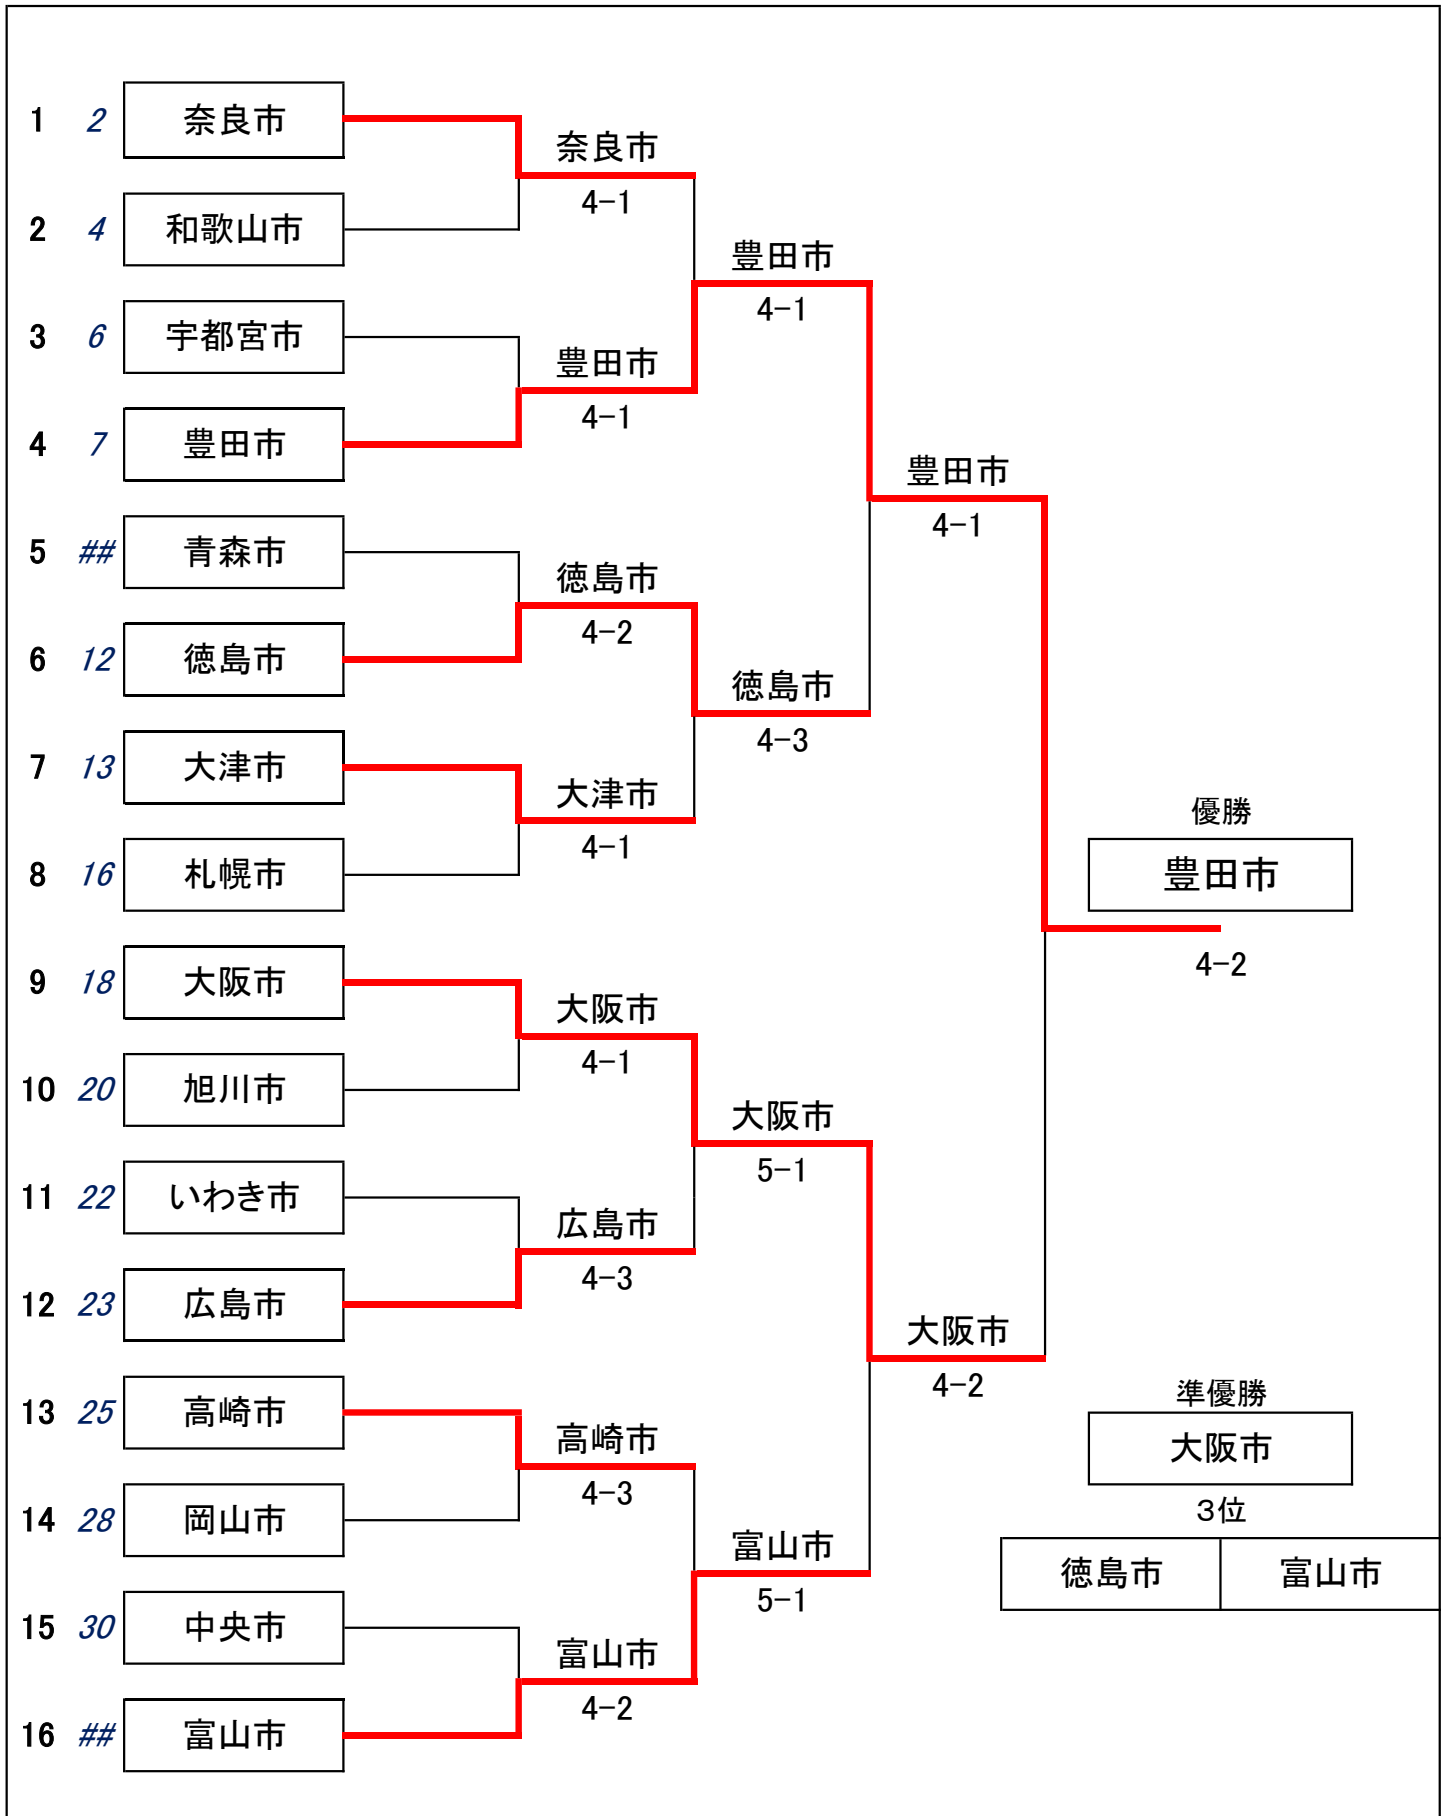 1 2 奈良市
奈良市
4-1
2 4 和歌山市
豊田市
4-1
3 6 宇都宮市
豊田市
4-1
4 7 豊田市
豊田市
4-1
5 ## 青森市
徳島市
4-2
6 12 徳島市
徳島市
4-3
7 13 大津市
大津市
4-1
優勝
8 16 札幌市
豊田市
4-2
9 18 大阪市
大阪市
4-1
10 20 旭川市
大阪市
5-1
11 22 いわき市
広島市
4-3
12 23 広島市
大阪市
4-2
準優勝
13 25 高崎市
大阪市
高崎市
4-3
14 28 岡山市
3位
富山市
5-1
徳島市 富山市
15 30 中央市
富山市
4-2
16 ## 富山市